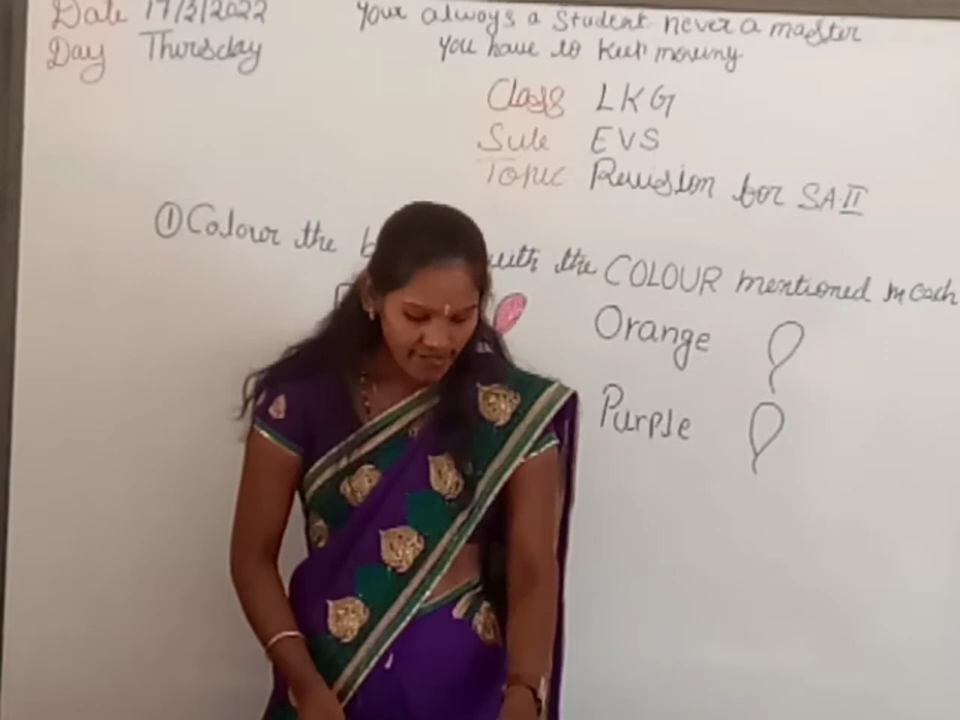 Date 17/3/2022
Day Thursday
Your always a Student never a master
you have to keep moving
Class LKG
Sub EVS
Topic Revision for SA II
① Colour the with the COLOUR mentioned in each
Orange
Purple